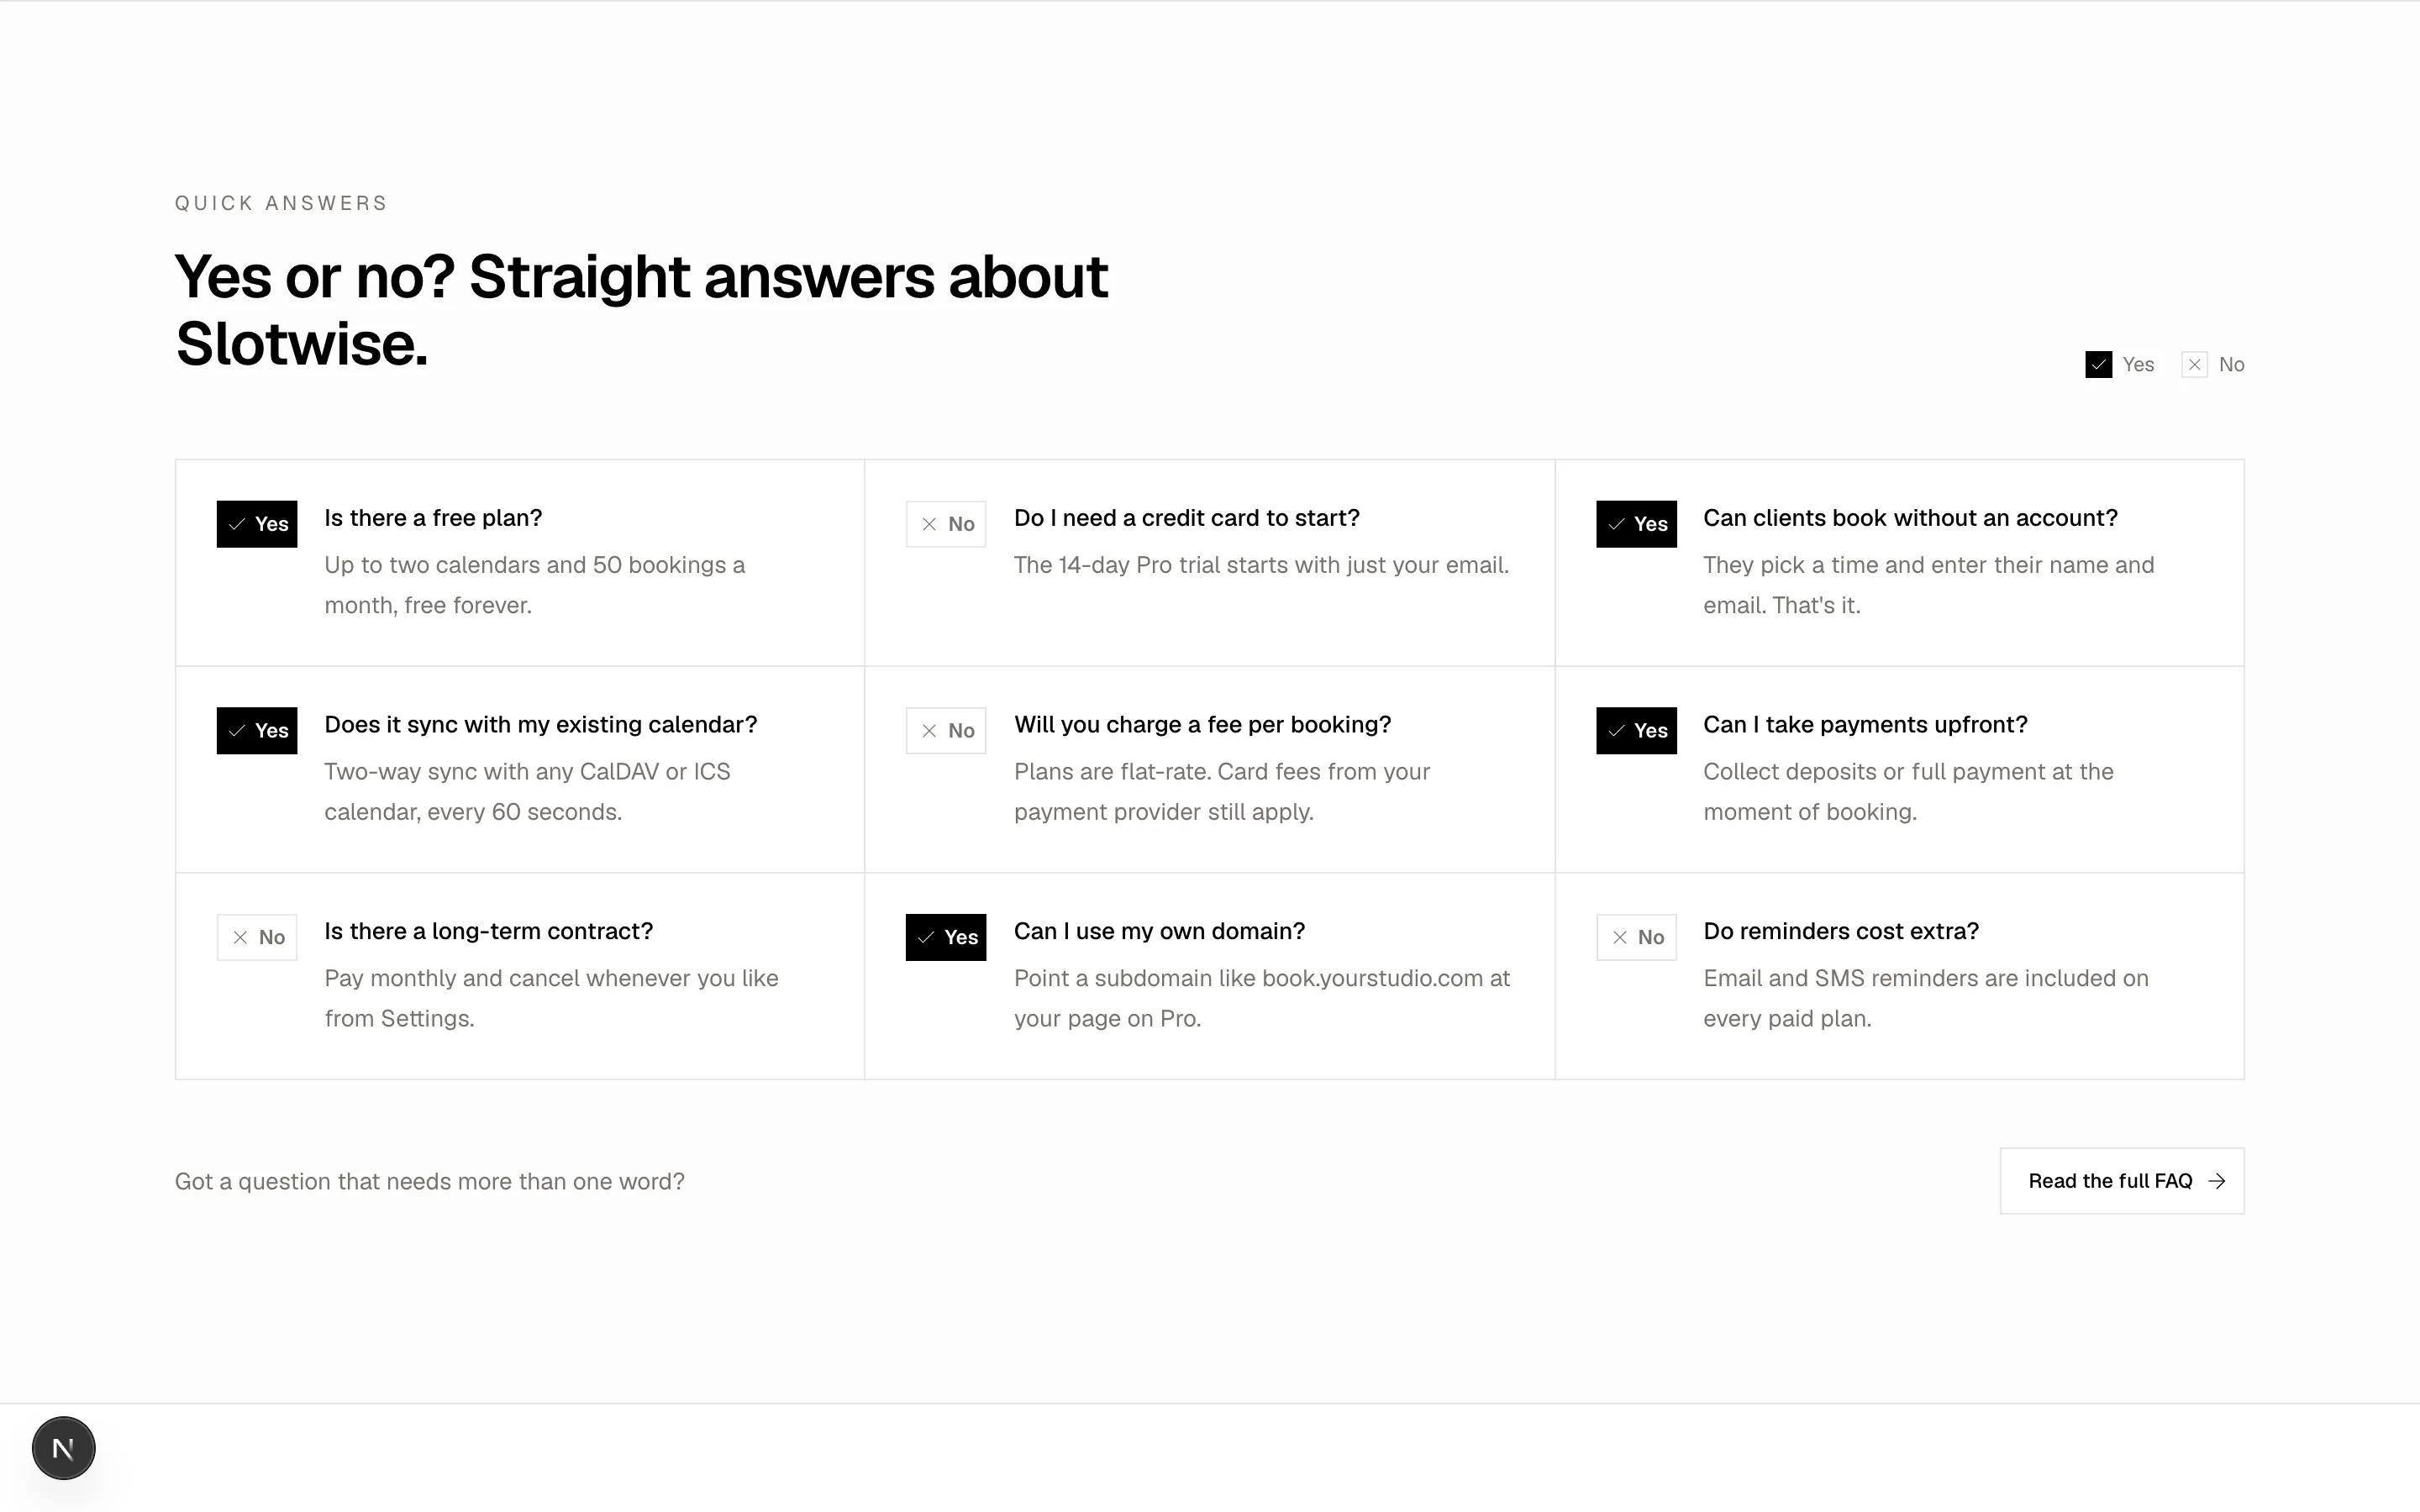 QUICK ANSWERS
Yes or no? Straight answers about
Slotwise.
Yes
No
Yes
Is there a free plan?
Up to two calendars and 50 bookings a
month, free forever.
No
Do I need a credit card to start?
The 14-day Pro trial starts with just your email.
Yes
Can clients book without an account?
They pick a time and enter their name and
email. That's it.
Yes
Does it sync with my existing calendar?
Two-way sync with any CalDAV or ICS
calendar, every 60 seconds.
No
Will you charge a fee per booking?
Plans are flat-rate. Card fees from your
payment provider still apply.
Yes
Can I take payments upfront?
Collect deposits or full payment at the
moment of booking.
No
Is there a long-term contract?
Pay monthly and cancel whenever you like
from Settings.
Yes
Can I use my own domain?
Point a subdomain like book.yourstudio.com at
your page on Pro.
No
Do reminders cost extra?
Email and SMS reminders are included on
every paid plan.
Got a question that needs more than one word?
Read the full FAQ
N